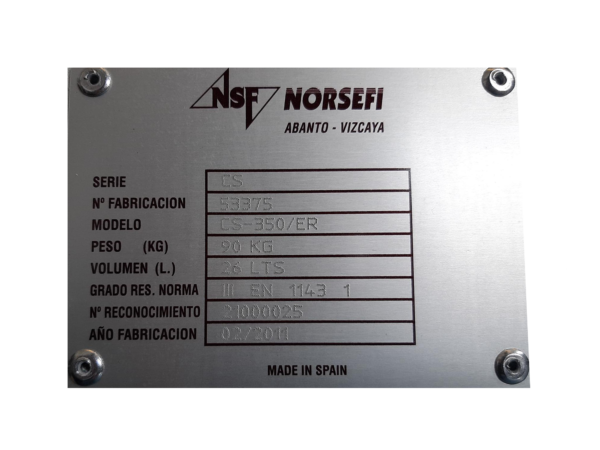 NSF NORSEFI
ABANTO - VIZCAYA
SERIE CS
Nº FABRICACION 53375
MODELO CS-350/ER
PESO (KG) 90 KG
VOLUMEN (L.) 26 LTS
GRADO RES. NORMA III EN 1143 1
Nº RECONOCIMIENTO 21000025
AÑO FABRICACION 02/2011
MADE IN SPAIN